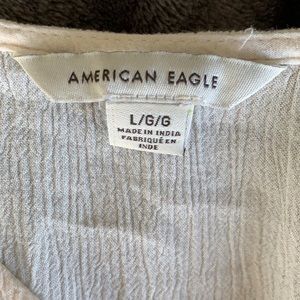 AMERICAN EAGLE
L/G/G
MADE IN INDIA
FABRIQUÉ EN
INDE